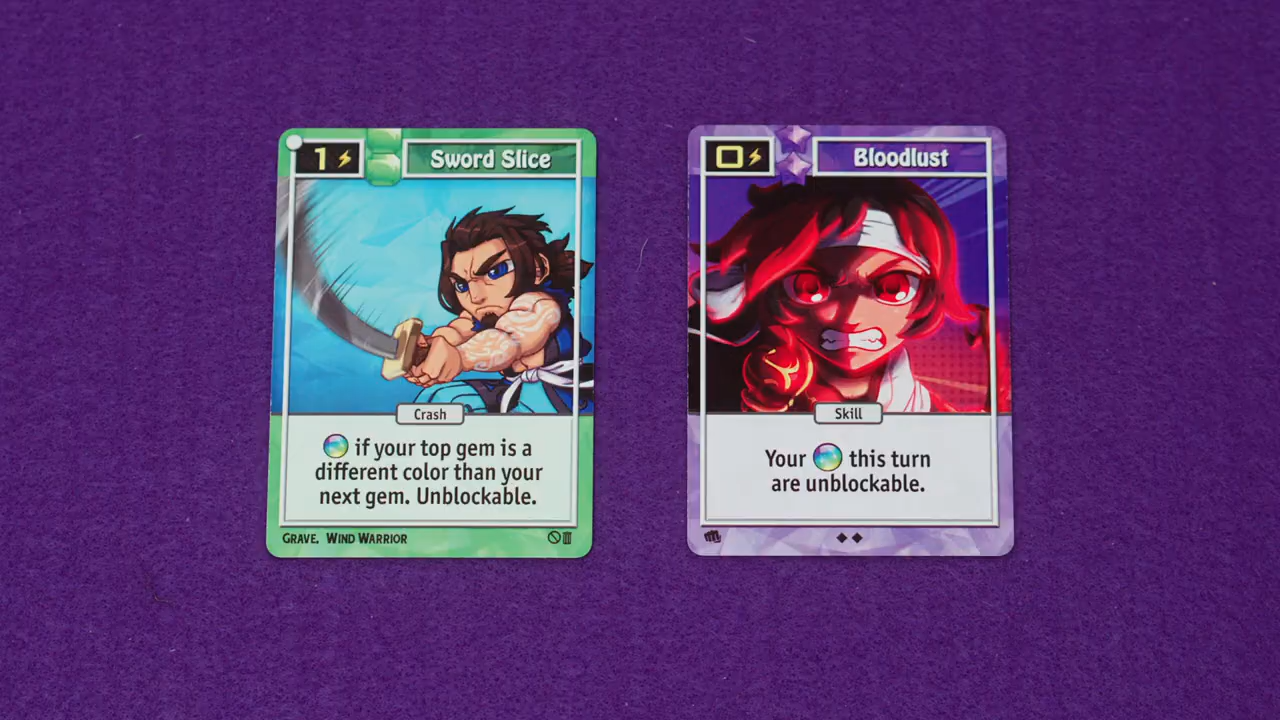 1
Sword Slice
Crash
if your top gem is a
different color than your
next gem. Unblockable.
Grave, Wind Warrior
0
Bloodlust
Skill
Your this turn
are unblockable.